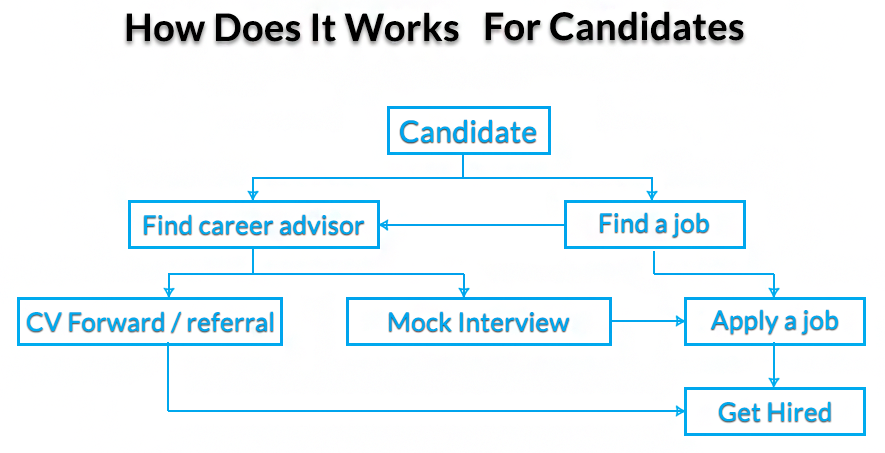 How Does It Works For Candidates
Candidate
Find career advisor
Find a job
CV Forward / referral
Mock Interview
Apply a job
Get Hired